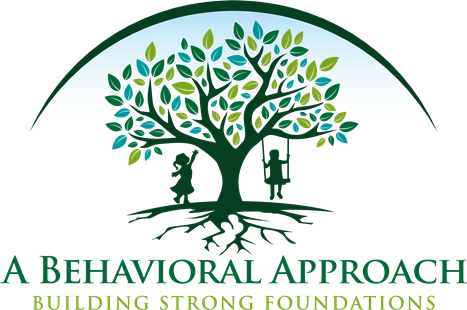 A BEHAVIORAL APPROACH
BUILDING STRONG FOUNDATIONS